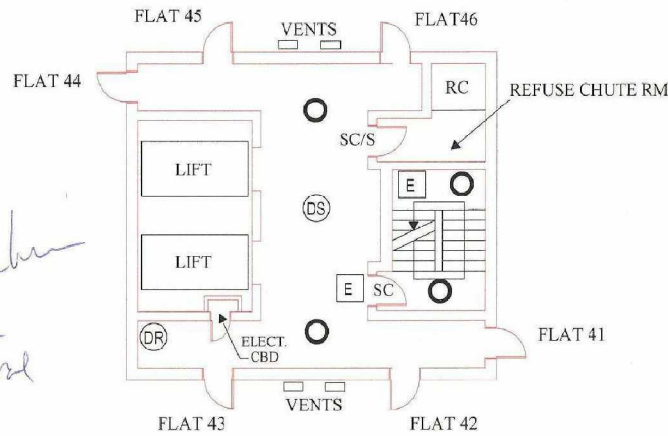 FLAT 45
VENTS
FLAT46
FLAT 44
RC
REFUSE CHUTE RM
SC/S
LIFT
E
DS
LIFT
E
SC
DR
ELECT.
CBD
FLAT 41
VENTS
FLAT 43
FLAT 42